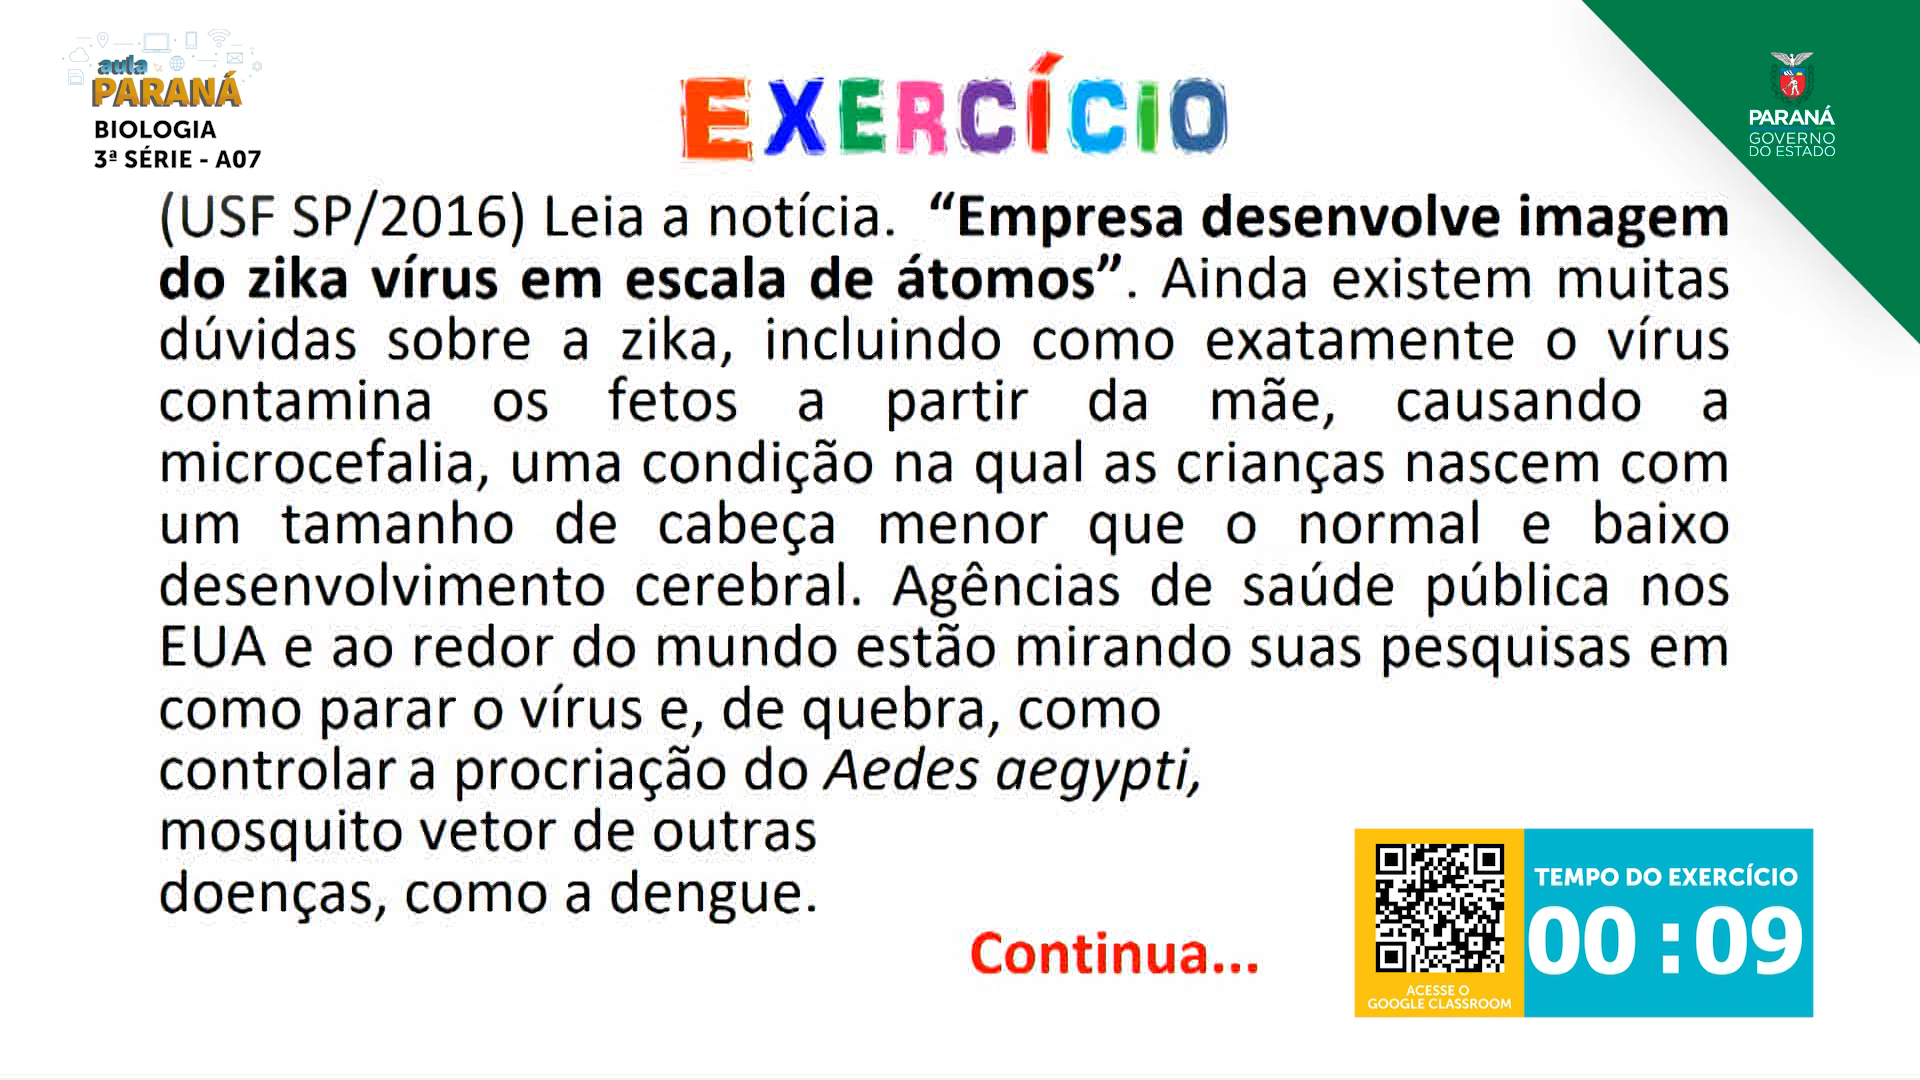 aula
PARANÁ
BIOLOGIA
3ª SÉRIE - A07
EXERCÍCIO
PARANÁ
GOVERNO
DO ESTADO
(USF SP/2016) Leia a notícia. “Empresa desenvolve imagem
do zika vírus em escala de átomos”. Ainda existem muitas
dúvidas sobre a zika, incluindo como exatamente o vírus
contamina os fetos a partir da mãe, causando a
microcefalia, uma condição na qual as crianças nascem com
um tamanho de cabeça menor que o normal e baixo
desenvolvimento cerebral. Agências de saúde pública nos
EUA e ao redor do mundo estão mirando suas pesquisas em
como parar o vírus e, de quebra, como
controlar a procriação do Aedes aegypti,
mosquito vetor de outras
doenças, como a dengue.
Continua...
TEMPO DO EXERCÍCIO
00:09
ACESSE O
GOOGLE CLASSROOM